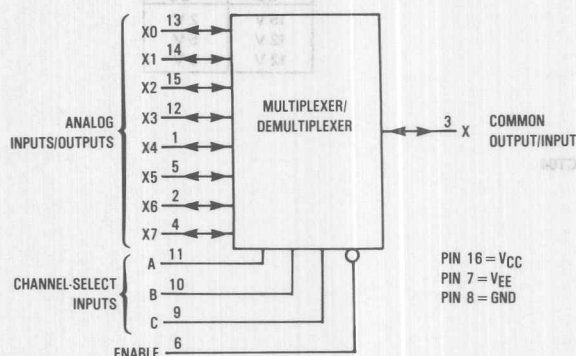 X0 13
X1 14
X2 15
X3 12
X4 1
X5 5
X6 2
X7 4
ANALOG
INPUTS/OUTPUTS
MULTIPLEXER/
DEMULTIPLEXER
3 X
COMMON
OUTPUT/INPUT
CHANNEL-SELECT
INPUTS
A 11
B 10
C 9
ENABLE 6
PIN 16 = VCC
PIN 7 = VEE
PIN 8 = GND